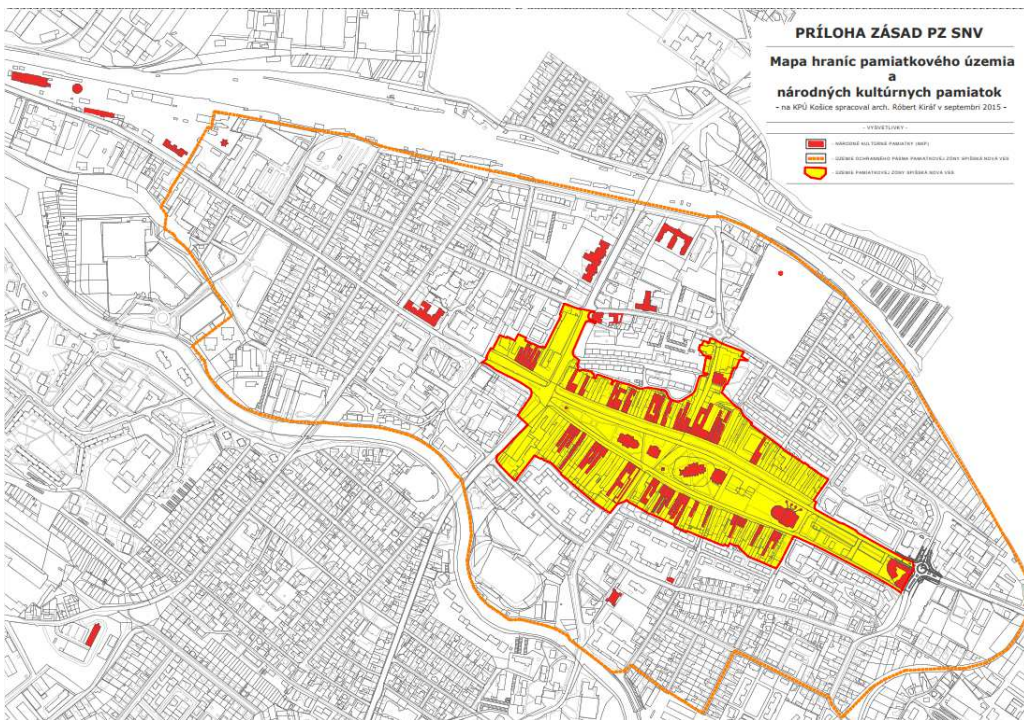 PRÍLOHA ZÁSAD PZ SNV
Mapa hraníc pamiatkového územia
a
národných kultúrnych pamiatok
- na KPÚ Košice spracoval arch. Róbert Kiráľ v septembri 2015 -
- VYSVETLIVKY -
- NÁRODNÉ KULTÚRNE PAMIATKY (NKP)
- ÚZEMIE OCHRANNÉHO PÁSMA PAMIATKOVEJ ZÓNY SPIŠSKÁ NOVÁ VES
- ÚZEMIE PAMIATKOVEJ ZÓNY SPIŠSKÁ NOVÁ VES